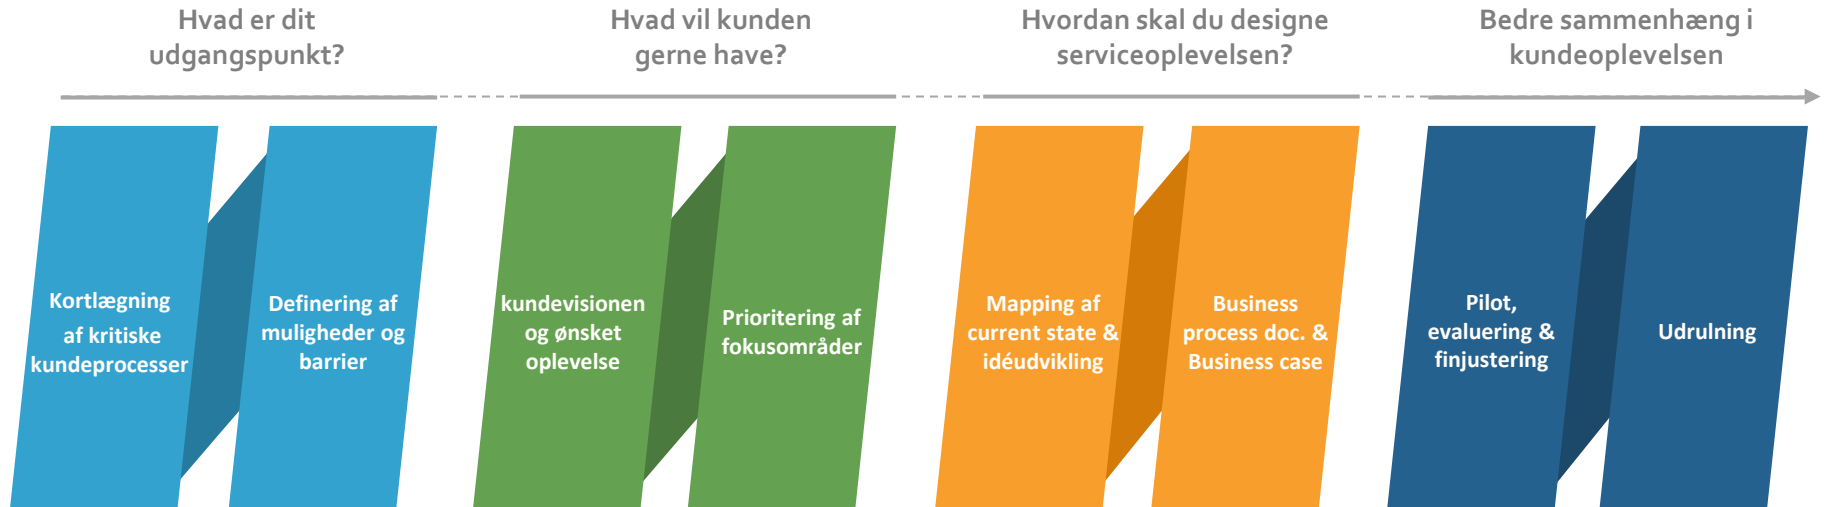 Hvad er dit
udgangspunkt?
Hvad vil kunden
gerne have?
Hvordan skal du designe
serviceoplevelsen?
Bedre sammenhæng i
kundeoplevelsen
Kortlægning
af kritiske
kundeprocesser
Definering af
muligheder og
barrier
kundevisionen
og ønsket
oplevelse
Prioritering af
fokusområder
Mapping af
current state &
idéudvikling
Business
process doc. &
Business case
Pilot,
evaluering &
finjustering
Udrulning